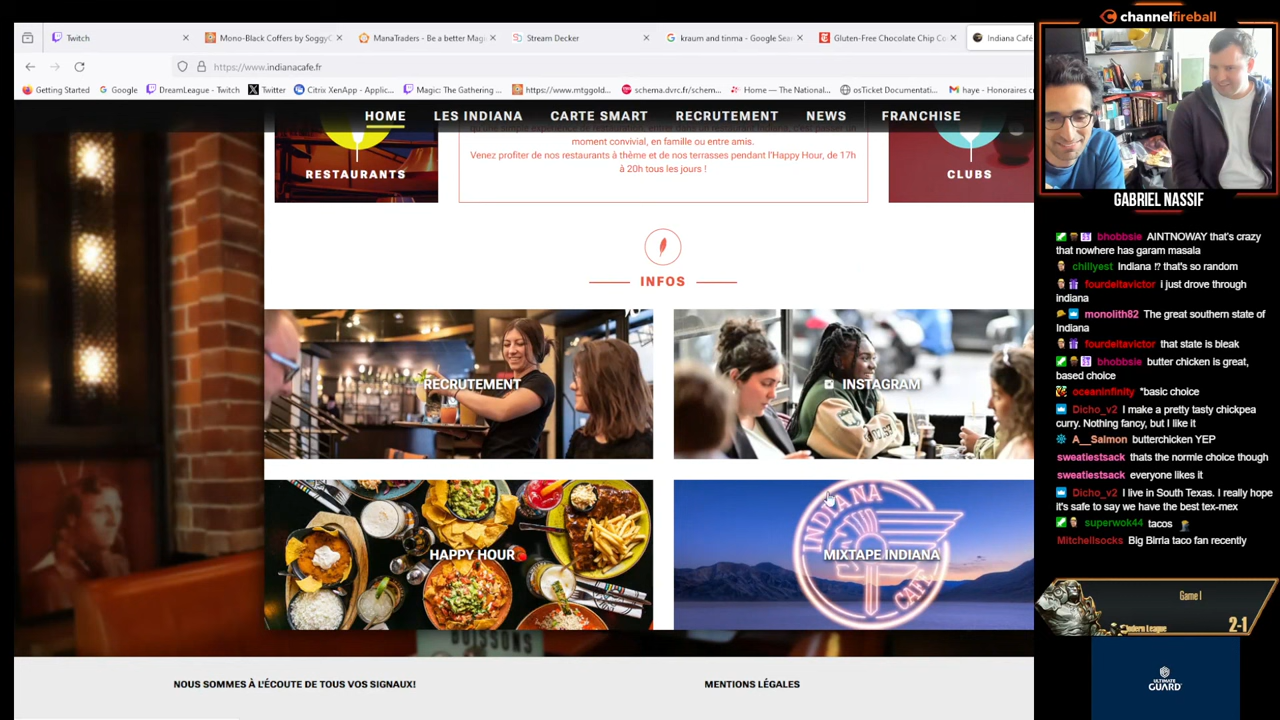 Twitch
Mono-Black Coffers by SoggyC
ManaTraders - Be a better Magi
Stream Decker
kraum and tinma - Google Sear
Gluten-Free Chocolate Chip Co
Indiana Café
https://www.indianacafe.fr
Getting Started
Google
DreamLeague - Twitch
Twitter
Citrix XenApp - Applic...
Magic: The Gathering ...
https://www.mtggold...
schema.dvrc.fr/schem...
Home — The National...
osTicket Documentati...
haye - Honoraires c
HOME
LES INDIANA
CARTE SMART
RECRUTEMENT
NEWS
FRANCHISE
moment convivial, en famille ou entre amis.
Venez profiter de nos restaurants à thème et de nos terrasses pendant l'Happy Hour, de 17h
à 20h tous les jours !
RESTAURANTS
CLUBS
INFOS
RECRUTEMENT
INSTAGRAM
HAPPY HOUR
INDIANA
CAFE
MIXTAPE INDIANA
NOUS SOMMES À L'ÉCOUTE DE TOUS VOS SIGNAUX!
MENTIONS LÉGALES
channelfireball
GABRIEL NASSIF
bhobbsie AINTNOWAY that's crazy
that nowhere has garam masala
chillyest Indiana !? that's so random
fourdeltavictor i just drove through
indiana
monolith82 The great southern state of
Indiana
fourdeltavictor that state is bleak
bhobbsie butter chicken is great,
based choice
oceaninfinity *basic choice
Dicho_v2 I make a pretty tasty chickpea
curry. Nothing fancy, but I like it
A__Salmon butterchicken YEP
sweatiestsack thats the normie choice though
sweatiestsack everyone likes it
Dicho_v2 I live in South Texas. I really hope
it's safe to say we have the best tex-mex
superwok44 tacos
Mitchellsocks Big Birria taco fan recently
Game 1
2-1
ULTIMATE
GUARD